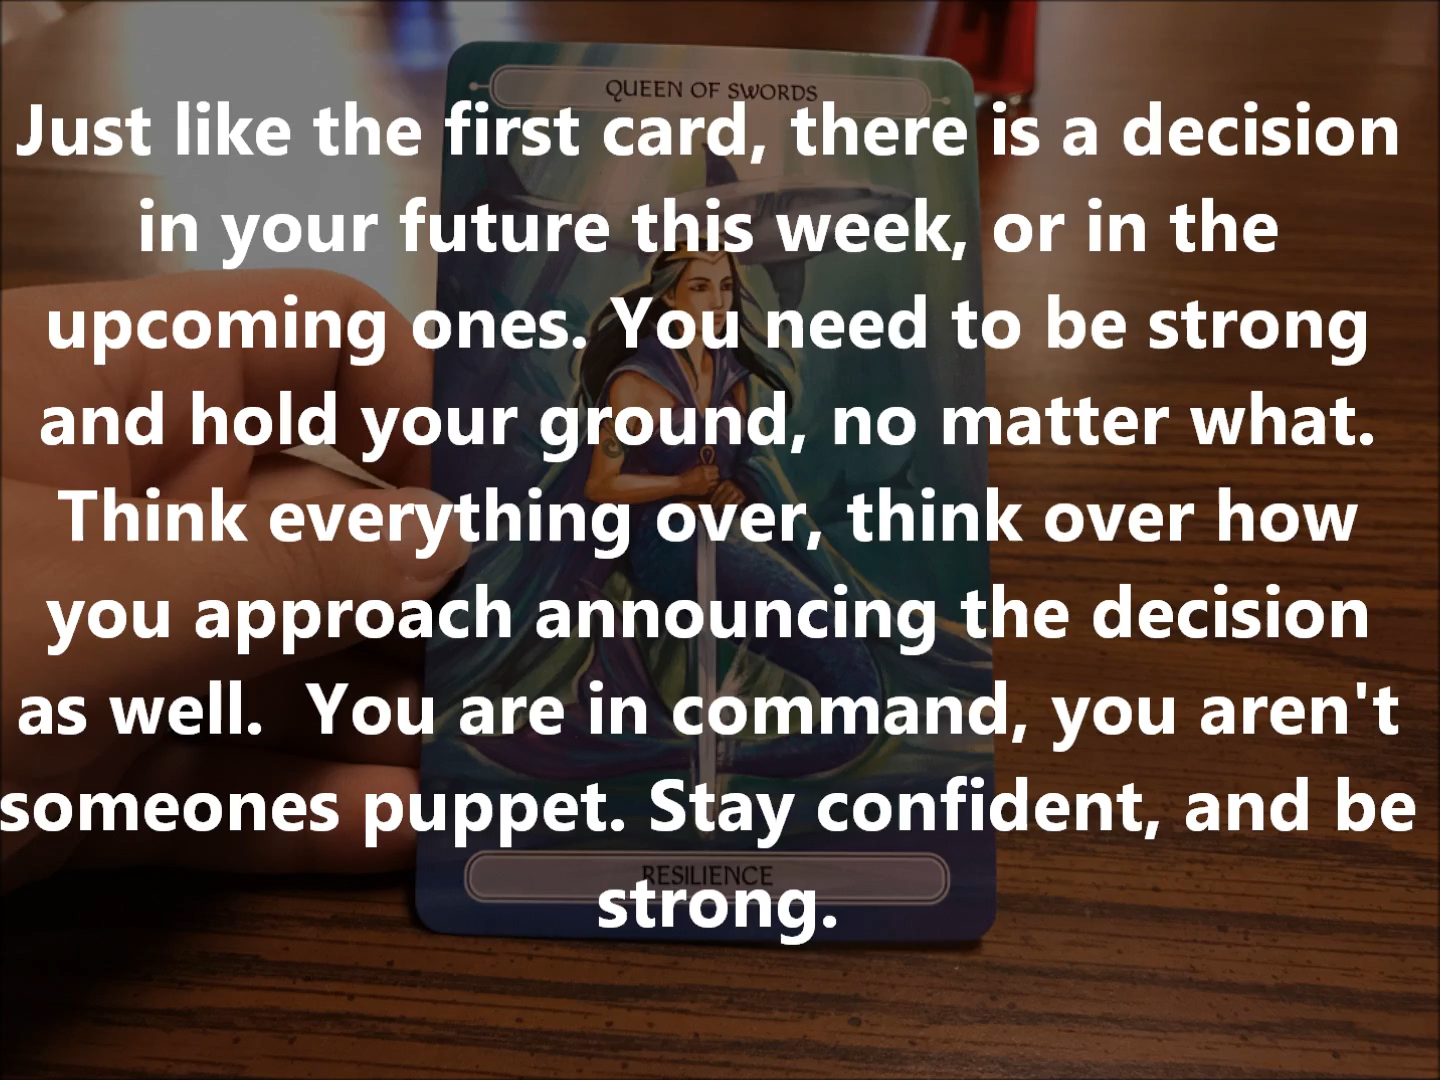 QUEEN OF SWORDS
Just like the first card, there is a decision
in your future this week, or in the
upcoming ones. You need to be strong
and hold your ground, no matter what.
Think everything over, think over how
you approach announcing the decision
as well.  You are in command, you aren't
someones puppet. Stay confident, and be
RESILIENCE
strong.